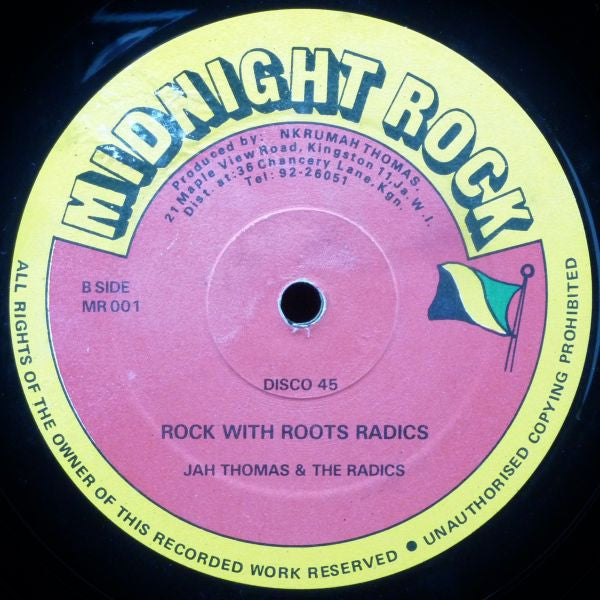 MIDNIGHT ROCK
Produced by: NKRUMAH THOMAS.
21 Maple View Road, Kingston 11, Ja. W.I.
Dist. at: 36 Chancery Lane, Kgn.
Tel: 92-26051
B SIDE
MR 001
DISCO 45
ROCK WITH ROOTS RADICS
JAH THOMAS & THE RADICS
ALL RIGHTS OF THE OWNER OF THIS RECORDED WORK RESERVED ● UNAUTHORISED COPYING PROHIBITED